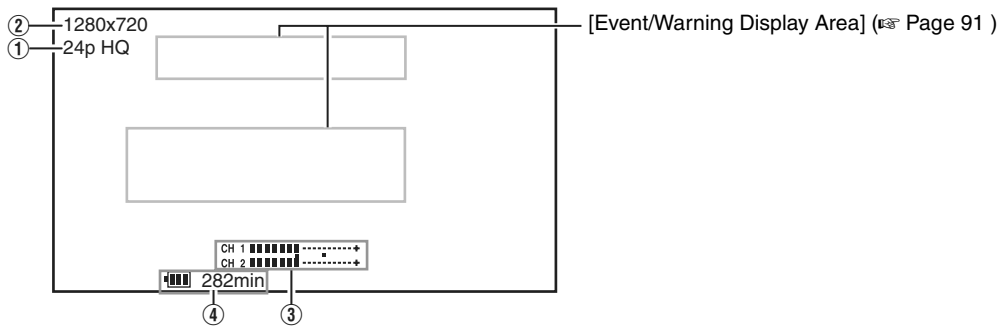 ② 1280x720
① 24p HQ
[Event/Warning Display Area] (☞ Page 91 )
CH 1
CH 2
282min
④ ③